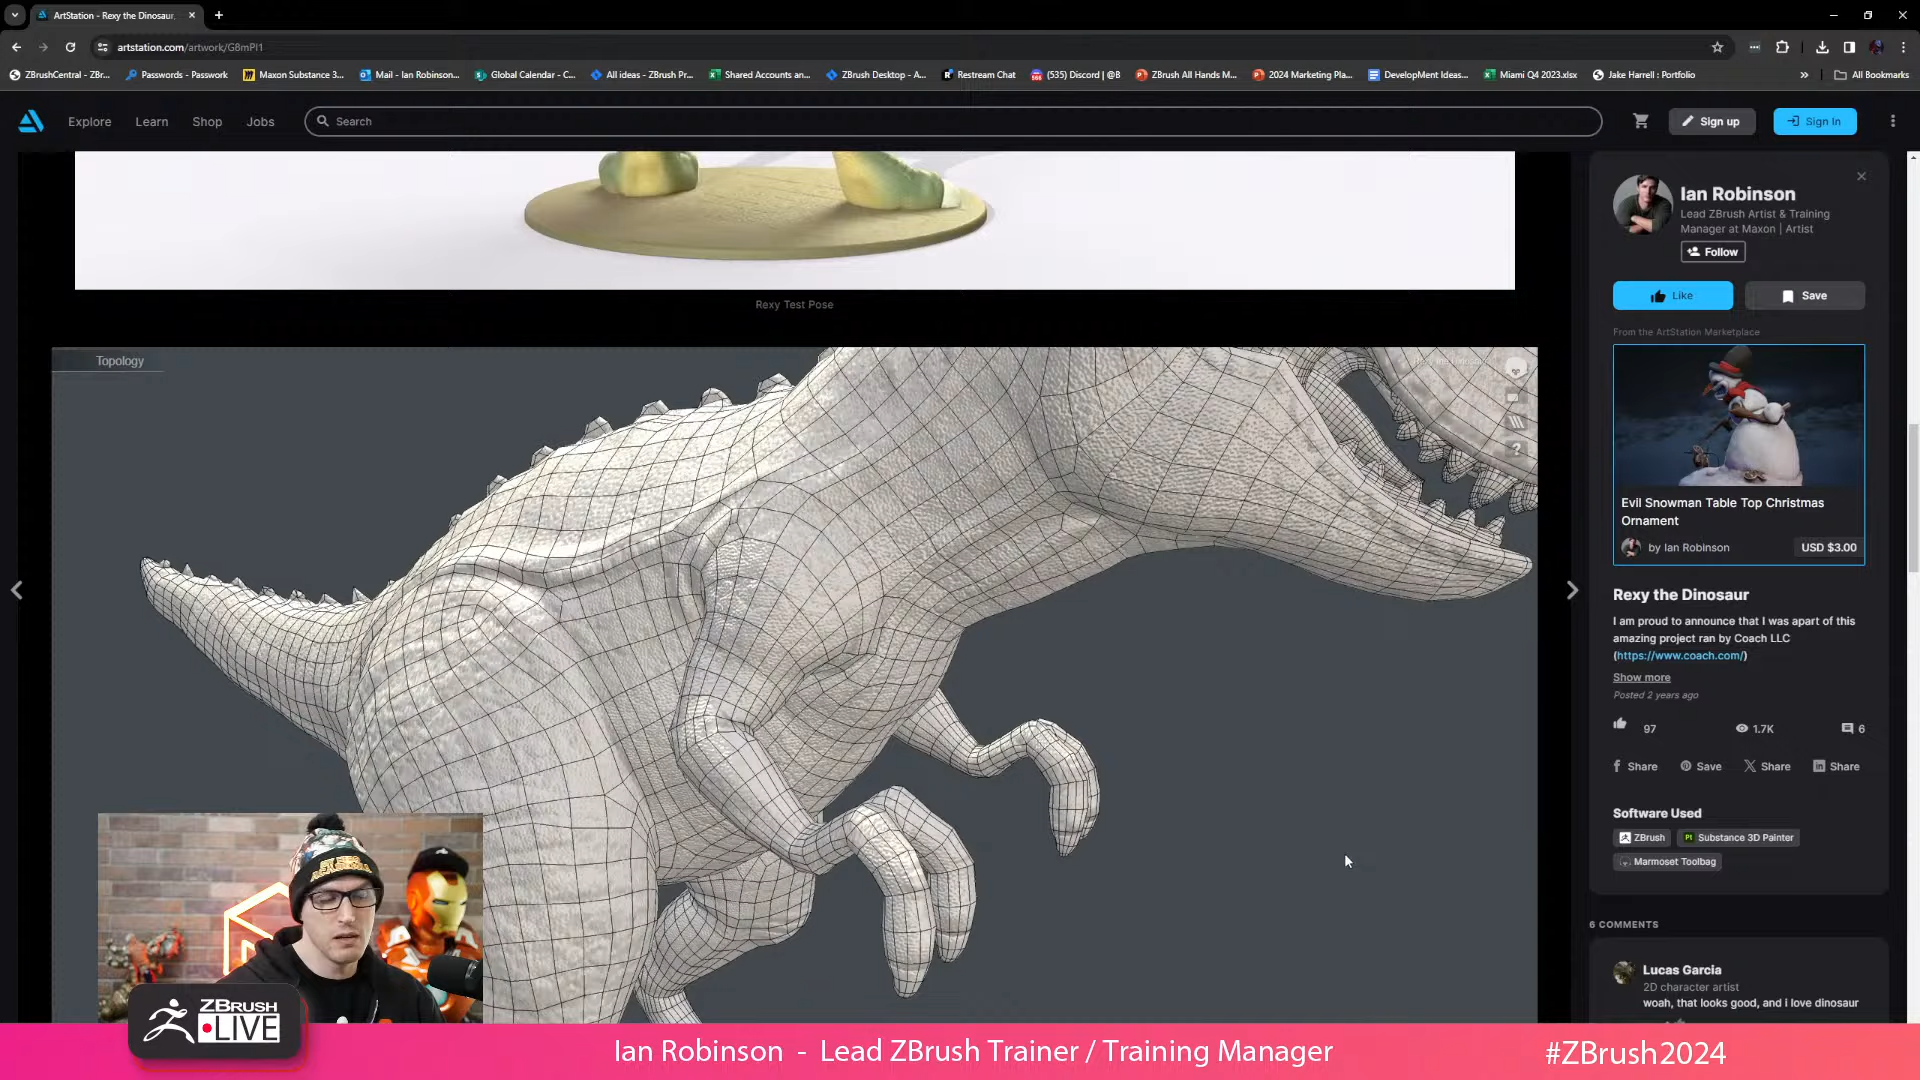 ArtStation - Rexy the Dinosaur,
artstation.com/artwork/G8mPl1
ZBrushCentral - ZBr...
Passwords - Passwork
Maxon Substance 3...
Mail - Ian Robinson...
Global Calendar - C...
All ideas - ZBrush Pr...
Shared Accounts an...
ZBrush Desktop - A...
Restream Chat
(535) Discord | @B
ZBrush All Hands M...
2024 Marketing Pla...
DevelopMent Ideas...
Miami Q4 2023.xlsx
Jake Harrell : Portfolio
All Bookmarks
Explore
Learn
Shop
Jobs
Search
Sign up
Sign In
Rexy Test Pose
Topology
Ian Robinson
Lead ZBrush Artist & Training
Manager at Maxon | Artist
Follow
Like
Save
From the ArtStation Marketplace
Evil Snowman Table Top Christmas
Ornament
by Ian Robinson
USD $3.00
Rexy the Dinosaur
I am proud to announce that I was apart of this
amazing project ran by Coach LLC
(https://www.coach.com/)
Show more
Posted 2 years ago
97
1.7K
6
Share
Save
Share
Share
Software Used
ZBrush
Substance 3D Painter
Marmoset Toolbag
6 COMMENTS
Lucas Garcia
2D character artist
woah, that looks good, and i love dinosaur
ZBRUSH
LIVE
Ian Robinson - Lead ZBrush Trainer / Training Manager
#ZBrush2024